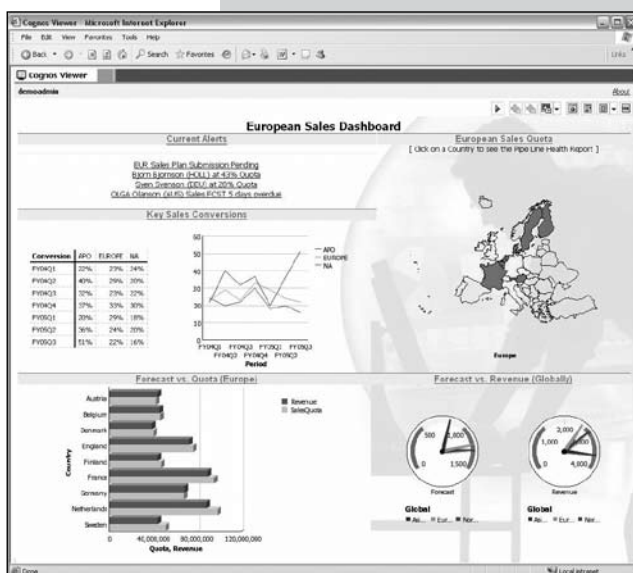 Cognos Viewer - Microsoft Internet Explorer
File Edit View Favorites Tools Help
Back Search Favorites Links
Cognos Viewer
demoadmin About
European Sales Dashboard
Current Alerts
EUR Sales Plan Submission Pending
Bjorn Bjornson (HOLL) at 43% Quota
Sven Svenson (DEU) at 28% Quota
OLGA Olanson (AUS) Sales FCST 5 days overdue
European Sales Quota
[ Click on a Country to see the Pipe Line Health Report ]
Europe
Key Sales Conversions
Conversion APO EUROPE NA
FY04Q1 22% 23% 24%
FY04Q2 40% 29% 20%
FY04Q3 32% 23% 22%
FY04Q4 37% 33% 30%
FY05Q1 20% 29% 18%
FY05Q2 36% 24% 20%
FY05Q3 51% 22% 16%
60
50
40
30
20
10
0
FY04Q1 FY04Q3 FY05Q1 FY05Q3
FY04Q2 FY04Q4 FY05Q2
Period
APO
EUROPE
NA
Forecast vs. Quota (Europe)
Country
Austria
Belgium
Denmark
England
Finland
France
Germany
Netherlands
Sweden
0 40,000,000 80,000,000 120,000,000
Quota, Revenue
Revenue
SalesQuota
Forecast vs. Revenue (Globally)
0 500 1,000 1,500
Forecast
Global
As... Eur... Nor...
0 1,000 2,000 4,000
Revenue
Global
As... Eur... Nor...
Done Local intranet